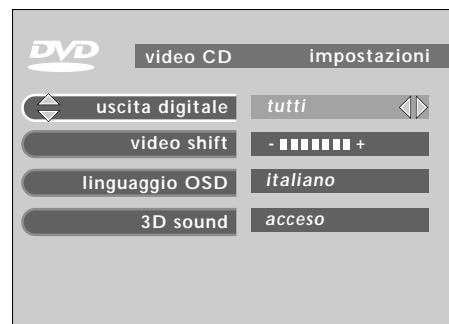 DVD
video CD impostazioni
uscita digitale tutti
video shift - +
linguaggio OSD italiano
3D sound acceso